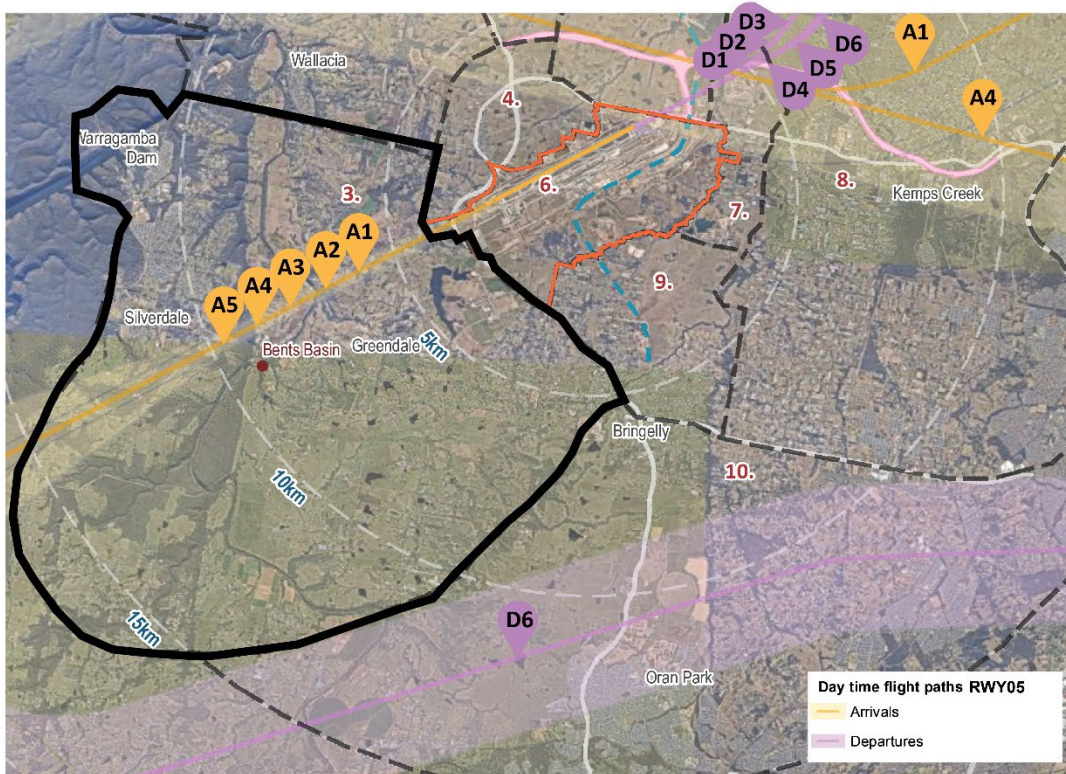 D3
D2
D1
D6
D5
D4
A1
A4
Wallacia
4.
Warragamba
Dam
3.
6.
7.
8.
Kemps Creek
A1
A2
A3
A4
A5
9.
Silverdale
Bents Basin
Greendale
5km
Bringelly
10.
10km
15km
D6
Oran Park
Day time flight paths RWY05
Arrivals
Departures